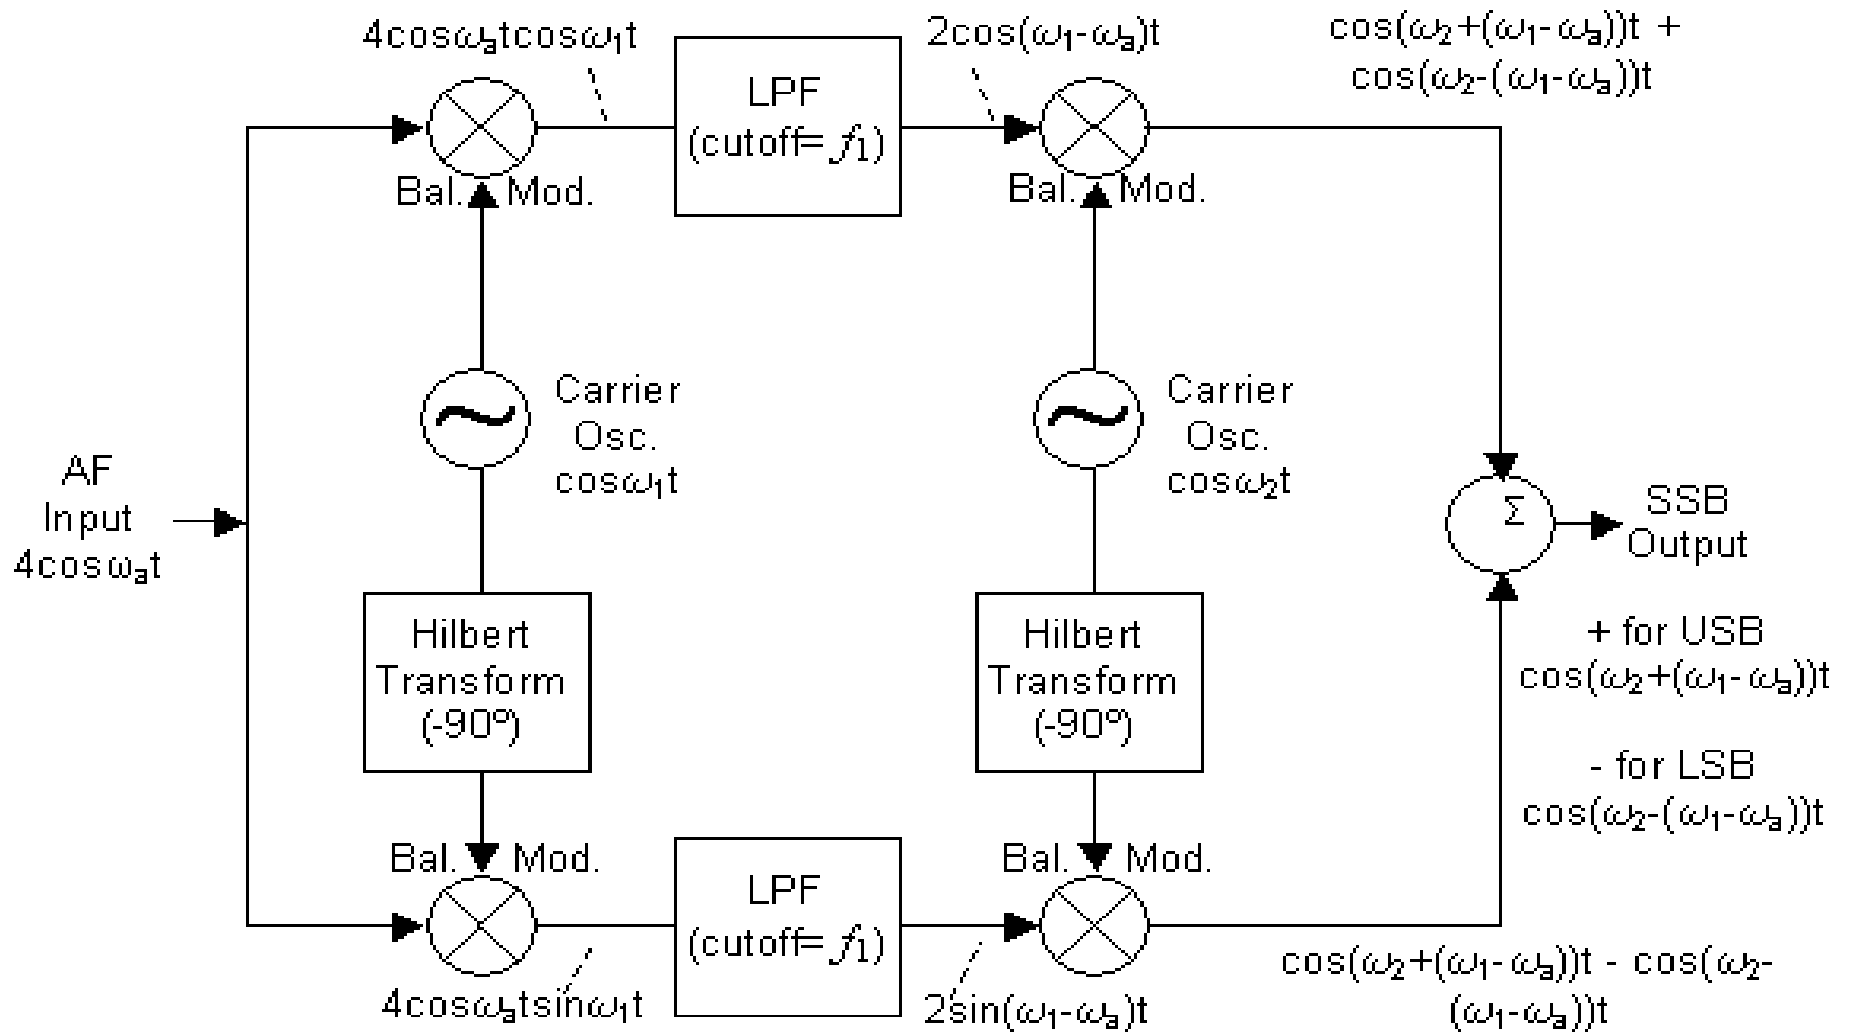 4cosωₐtcosω₁t
LPF
(cutoff= f1)
2cos(ω₁-ωₐ)t
cos(ω₂+(ω₁-ωₐ))t +
cos(ω₂-(ω₁-ωₐ))t
Bal. Mod.
Bal. Mod.
Carrier
Osc.
cosω₁t
Carrier
Osc.
cosω₂t
AF
Input
4cosωₐt
Σ
SSB
Output
Hilbert
Transform
(-90º)
Hilbert
Transform
(-90º)
+ for USB
cos(ω₂+(ω₁-ωₐ))t
- for LSB
cos(ω₂-(ω₁-ωₐ))t
Bal. Mod.
LPF
(cutoff= f1)
Bal. Mod.
4cosωₐtsinω₁t
2sin(ω₁-ωₐ)t
cos(ω₂+(ω₁-ωₐ))t - cos(ω₂-
(ω₁-ωₐ))t